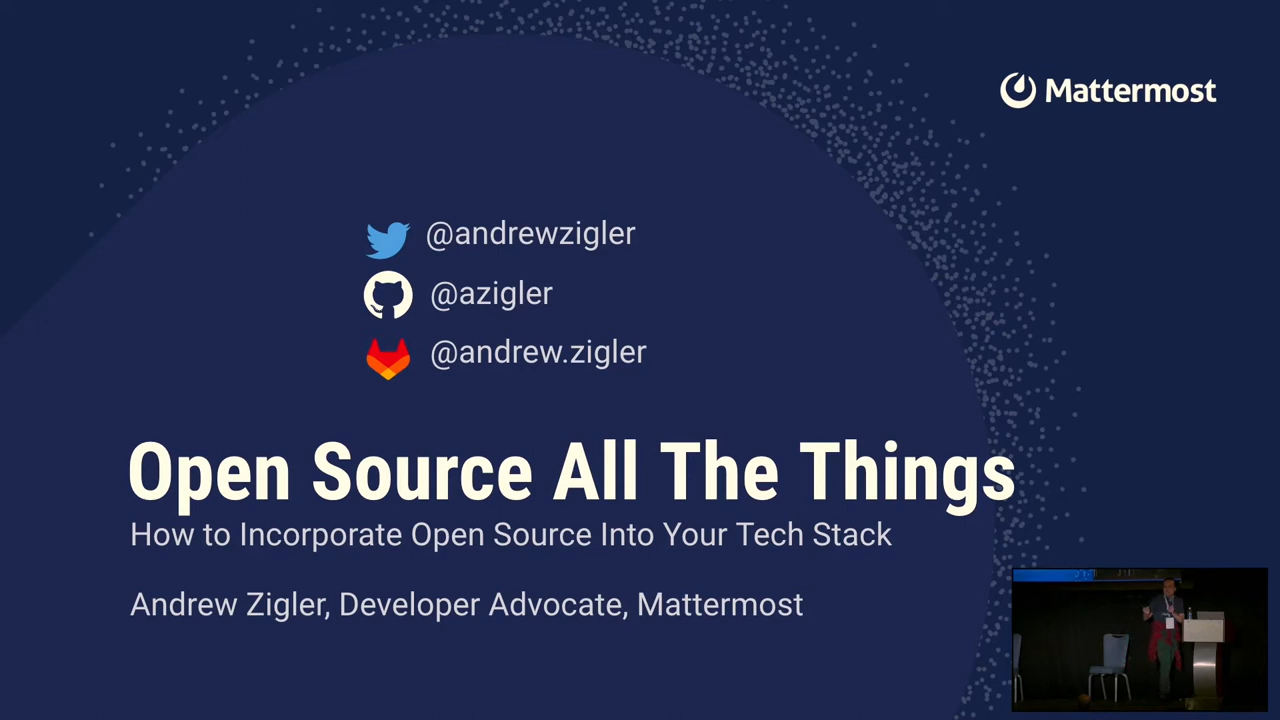 Mattermost
@andrewzigler
@azigler
@andrew.zigler
Open Source All The Things
How to Incorporate Open Source Into Your Tech Stack
Andrew Zigler, Developer Advocate, Mattermost